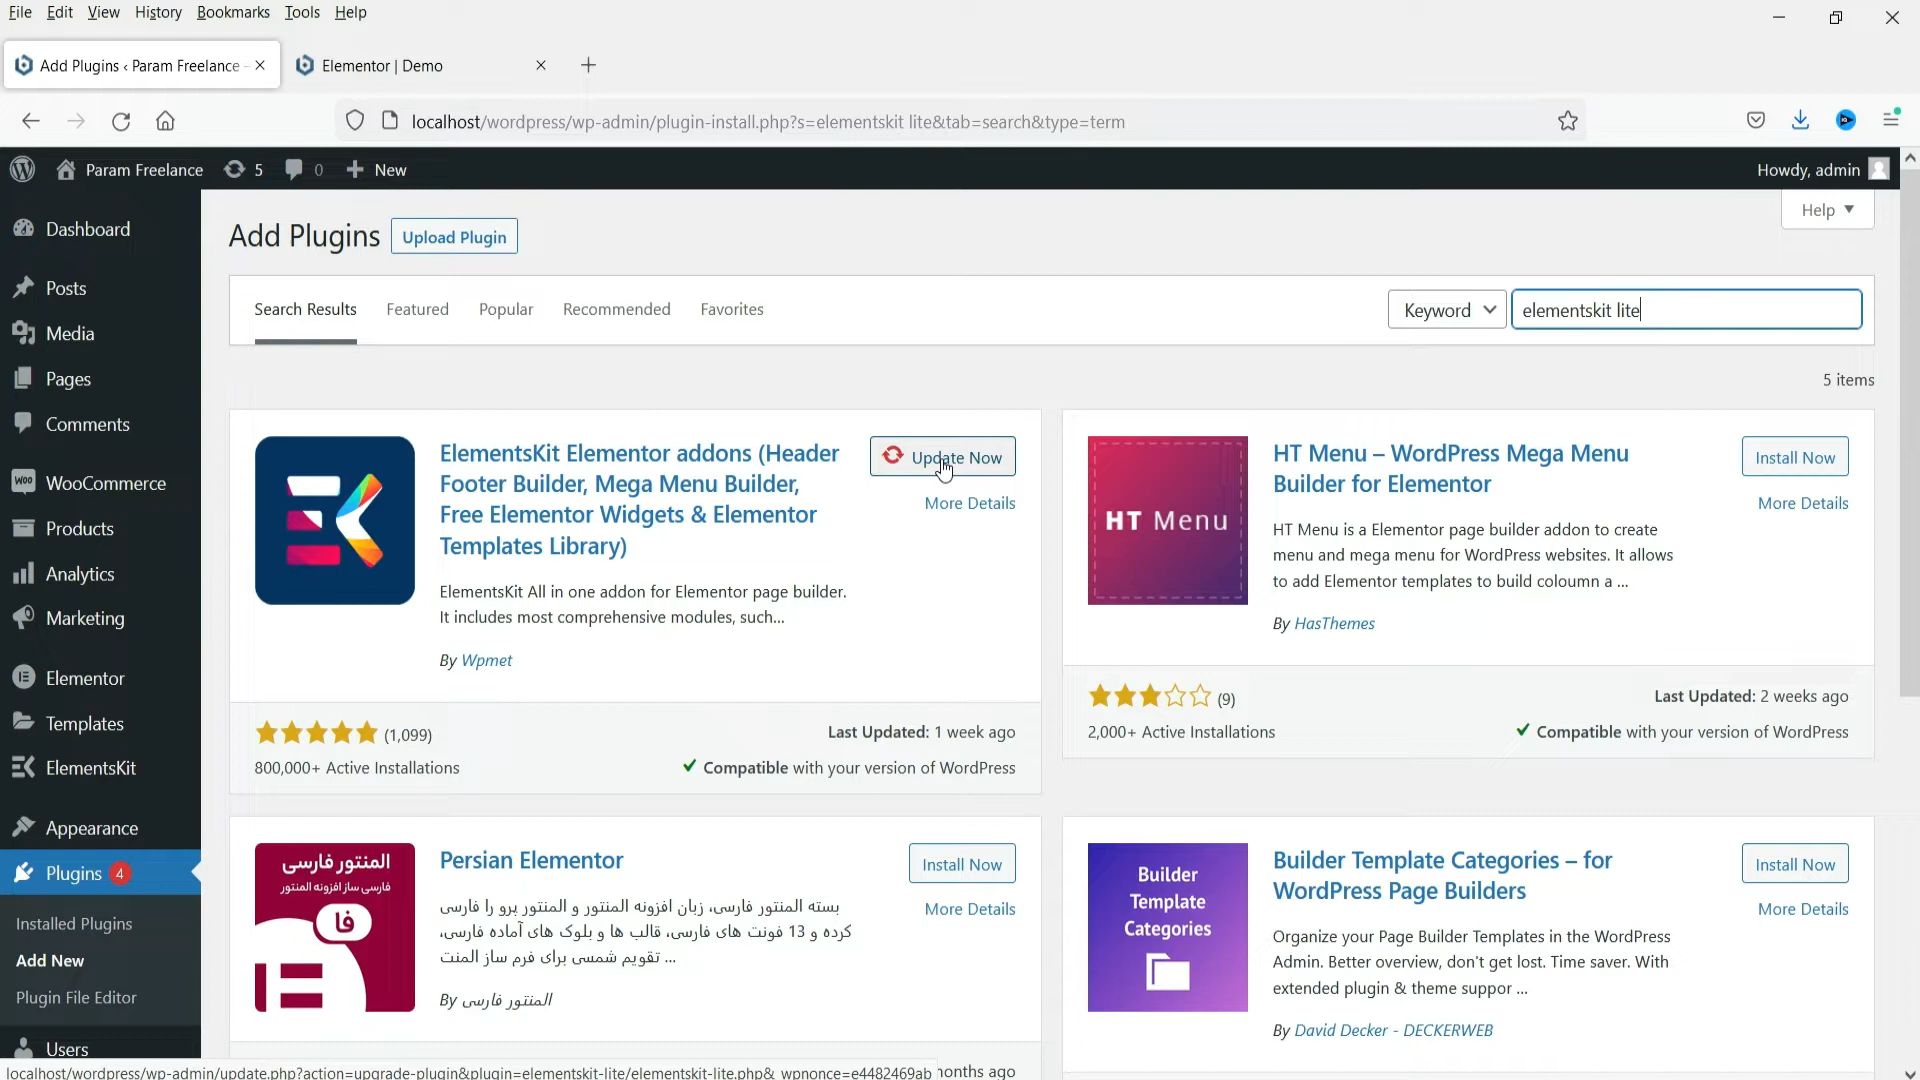 File Edit View History Bookmarks Tools Help
Add Plugins ‹ Param Freelance –
Elementor | Demo
localhost/wordpress/wp-admin/plugin-install.php?s=elementskit lite&tab=search&type=term
Param Freelance 5 0 New
Howdy, admin
Dashboard
Posts
Media
Pages
Comments
WooCommerce
Products
Analytics
Marketing
Elementor
Templates
ElementsKit
Appearance
Plugins 4
Installed Plugins
Add New
Plugin File Editor
Users
Help
Add Plugins Upload Plugin
Search Results Featured Popular Recommended Favorites
Keyword elementskit lite
5 items
ElementsKit Elementor addons (Header
Footer Builder, Mega Menu Builder,
Free Elementor Widgets & Elementor
Templates Library)
Update Now
More Details
ElementsKit All in one addon for Elementor page builder.
It includes most comprehensive modules, such...
By Wpmet
(1,099)
Last Updated: 1 week ago
800,000+ Active Installations
Compatible with your version of WordPress
HT Menu
HT Menu – WordPress Mega Menu
Builder for Elementor
Install Now
More Details
HT Menu is a Elementor page builder addon to create
menu and mega menu for WordPress websites. It allows
to add Elementor templates to build coloumn a ...
By HasThemes
(9)
Last Updated: 2 weeks ago
2,000+ Active Installations
Compatible with your version of WordPress
المنتور فارسی
فارسی ساز افزونه المنتور
فا
Persian Elementor
Install Now
More Details
بسته المنتور فارسی، زبان افزونه المنتور و المنتور پرو را فارسی
کرده و 13 فونت های فارسی، قالب ها و بلوک های آماده فارسی،
تقویم شمسی برای فرم ساز المنت ...
By المنتور فارسی
Builder
Template
Categories
Builder Template Categories – for
WordPress Page Builders
Install Now
More Details
Organize your Page Builder Templates in the WordPress
Admin. Better overview, don't get lost. Time saver. With
extended plugin & theme suppor ...
By David Decker - DECKERWEB
localhost/wordpress/wp-admin/update.php?action=upgrade-plugin&plugin=elementskit-lite/elementskit-lite.php&_wpnonce=e4482469ab
months ago